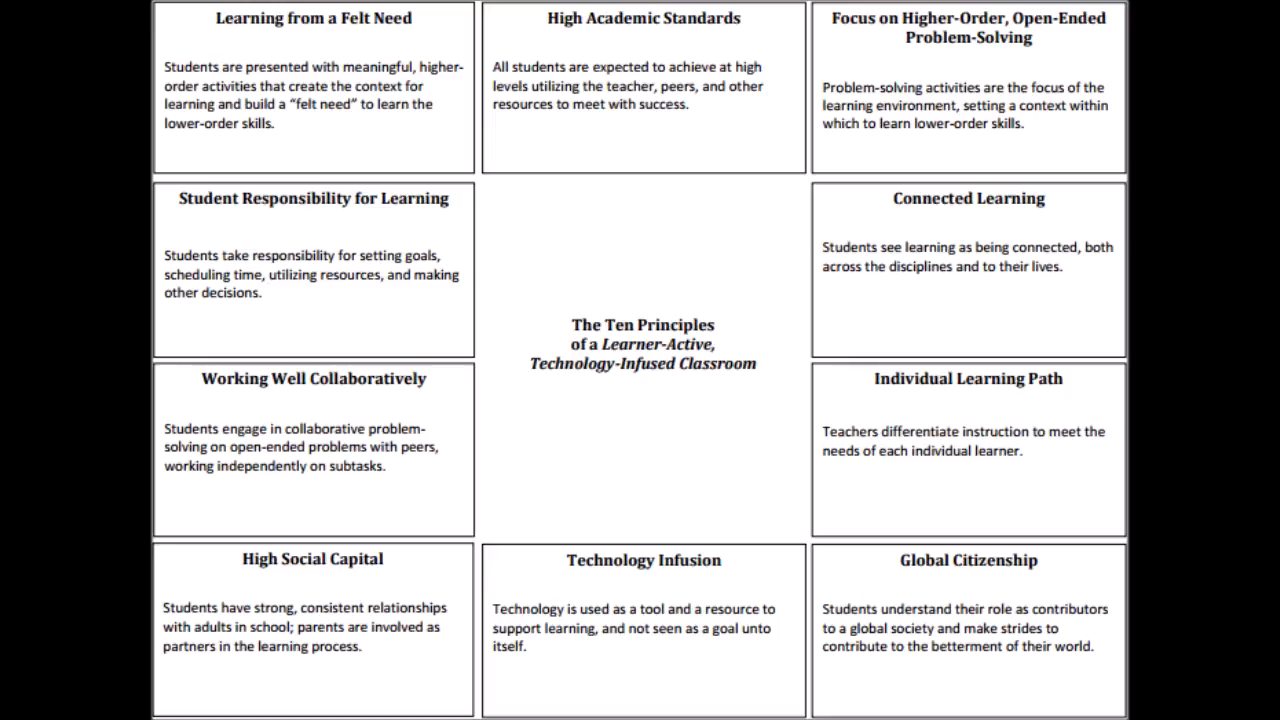 Learning from a Felt Need
Students are presented with meaningful, higher-
order activities that create the context for
learning and build a “felt need” to learn the
lower-order skills.
High Academic Standards
All students are expected to achieve at high
levels utilizing the teacher, peers, and other
resources to meet with success.
Focus on Higher-Order, Open-Ended
Problem-Solving
Problem-solving activities are the focus of the
learning environment, setting a context within
which to learn lower-order skills.
Student Responsibility for Learning
Students take responsibility for setting goals,
scheduling time, utilizing resources, and making
other decisions.
The Ten Principles
of a Learner-Active,
Technology-Infused Classroom
Connected Learning
Students see learning as being connected, both
across the disciplines and to their lives.
Working Well Collaboratively
Students engage in collaborative problem-
solving on open-ended problems with peers,
working independently on subtasks.
Individual Learning Path
Teachers differentiate instruction to meet the
needs of each individual learner.
High Social Capital
Students have strong, consistent relationships
with adults in school; parents are involved as
partners in the learning process.
Technology Infusion
Technology is used as a tool and a resource to
support learning, and not seen as a goal unto
itself.
Global Citizenship
Students understand their role as contributors
to a global society and make strides to
contribute to the betterment of their world.